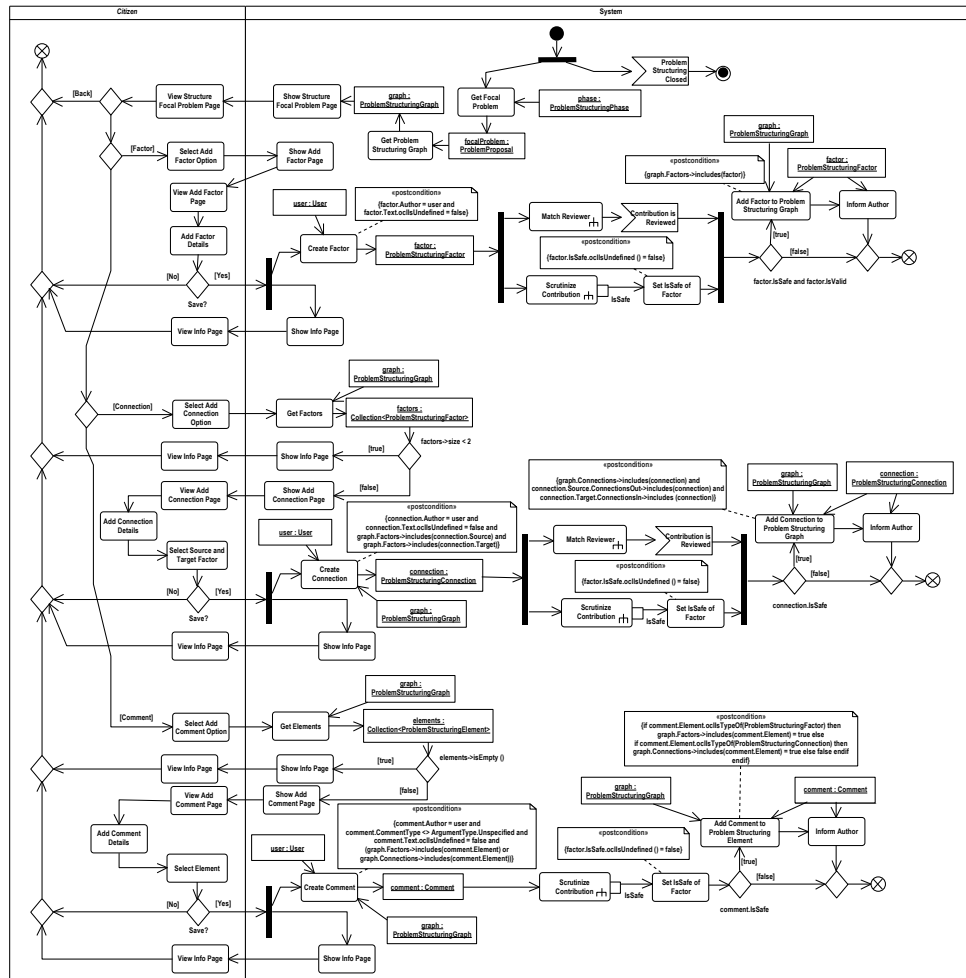 Citizen
System
Problem
Structuring
Closed
[Back]
View Structure
Focal Problem Page
Show Structure
Focal Problem Page
graph :
ProblemStructuringGraph
Get Focal
Problem
phase :
ProblemStructuringPhase
Get Problem
Structuring Graph
focalProblem :
ProblemProposal
graph :
ProblemStructuringGraph
[Factor]
Select Add
Factor Option
Show Add
Factor Page
«postcondition»
{graph.Factors->includes(factor)}
factor :
ProblemStructuringFactor
View Add Factor
Page
user : User
«postcondition»
{factor.Author = user and
factor.Text.oclIsUndefined = false}
Add Factor to Problem
Structuring Graph
Inform Author
Match Reviewer
Contribution is
Reviewed
Add Factor
Details
Create Factor
factor :
ProblemStructuringFactor
«postcondition»
{factor.IsSafe.oclIsUndefined () = false}
[true]
[false]
[No]
[Yes]
Save?
Scrutinize
Contribution
IsSafe
Set IsSafe of
Factor
factor.IsSafe and factor.IsValid
View Info Page
Show Info Page
graph :
ProblemStructuringGraph
[Connection]
Select Add
Connection
Option
Get Factors
factors :
Collection<ProblemStructuringFactor>
factors->size < 2
View Info Page
Show Info Page
[true]
[false]
«postcondition»
{graph.Connections->includes(connection) and
connection.Source.ConnectionsOut->includes(connection) and
connection.Target.ConnectionsIn->includes (connection)}
graph :
ProblemStructuringGraph
connection :
ProblemStructuringConnection
View Add
Connection Page
Show Add
Connection Page
«postcondition»
{connection.Author = user and
connection.Text.oclIsUndefined = false and
graph.Factors->includes(connection.Source) and
graph.Factors->includes(connection.Target)}
Add Connection
Details
user : User
Add Connection to
Problem Structuring
Graph
Inform Author
Match Reviewer
Contribution is
Reviewed
Select Source and
Target Factor
Create
Connection
connection :
ProblemStructuringConnection
«postcondition»
{factor.IsSafe.oclIsUndefined () = false}
[true]
[false]
[No]
[Yes]
Save?
graph :
ProblemStructuringGraph
Scrutinize
Contribution
IsSafe
Set IsSafe of
Factor
connection.IsSafe
View Info Page
Show Info Page
graph :
ProblemStructuringGraph
[Comment]
Select Add
Comment Option
Get Elements
elements :
Collection<ProblemStructuringElement>
elements->isEmpty ()
«postcondition»
{if comment.Element.oclIsTypeOf(ProblemStructuringFactor) then
graph.Factors->includes(comment.Element) = true else
if comment.Element.oclIsTypeOf(ProblemStructuringConnection) then
graph.Connections->includes(comment.Element) = true else false endif
endif}
View Info Page
Show Info Page
[true]
[false]
View Add
Comment Page
Show Add
Comment Page
graph :
ProblemStructuringGraph
comment : Comment
«postcondition»
{comment.Author = user and
comment.CommentType <> ArgumentType.Unspecified and
comment.Text.oclIsUndefined = false and
(graph.Factors->includes(comment.Element) or
graph.Connections->includes(comment.Element))}
Add Comment
Details
user : User
«postcondition»
{factor.IsSafe.oclIsUndefined () = false}
Add Comment to
Problem Structuring
Element
Inform Author
Select Element
Create Comment
comment : Comment
Scrutinize
Contribution
IsSafe
Set IsSafe of
Factor
[true]
[false]
comment.IsSafe
[No]
[Yes]
Save?
graph :
ProblemStructuringGraph
View Info Page
Show Info Page